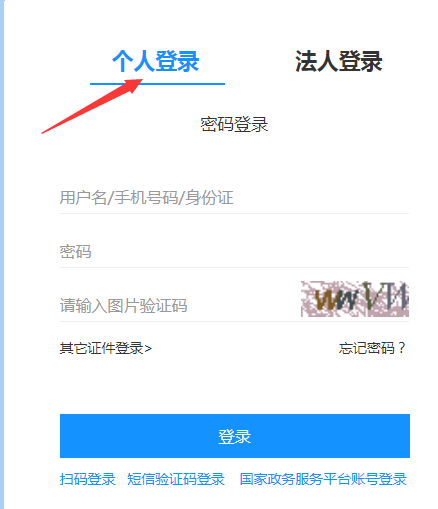 个人登录 法人登录
密码登录
用户名/手机号码/身份证
密码
请输入图片验证码
其它证件登录> 忘记密码？
登录
扫码登录 短信验证码登录 国家政务服务平台账号登录